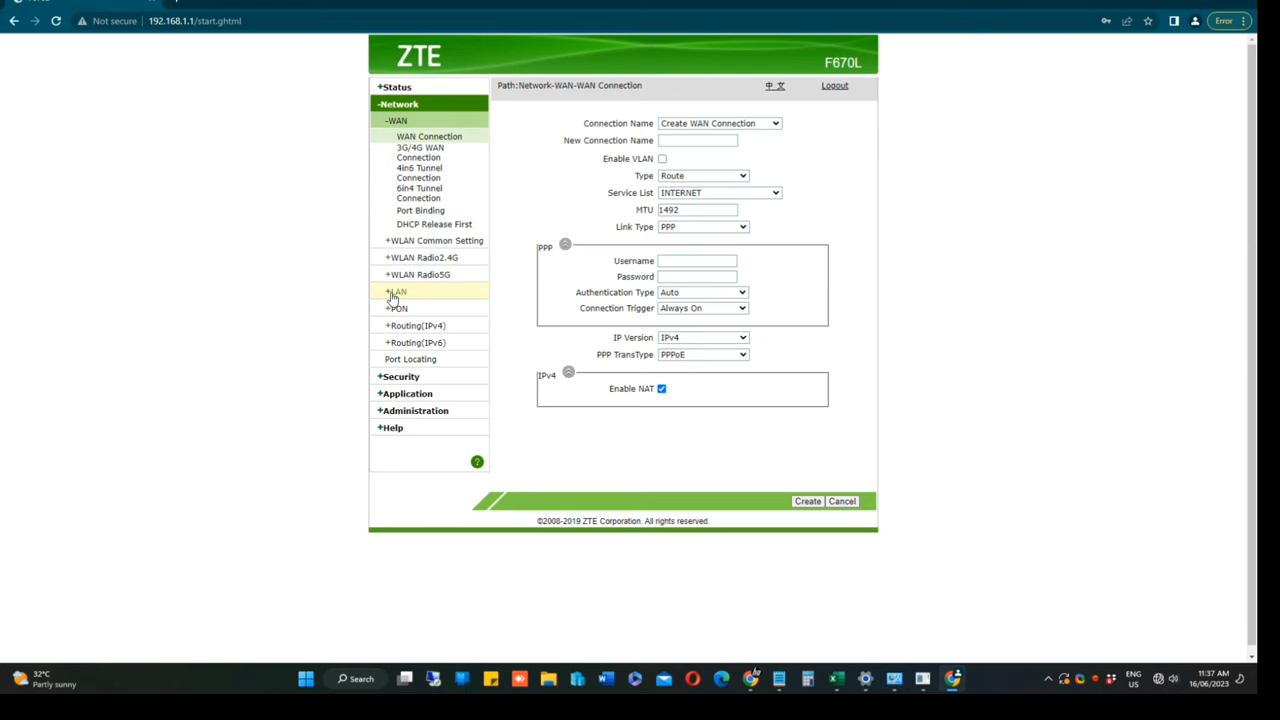 Not secure
192.168.1.1/start.ghtml
Error
ZTE
F670L
+Status
-Network
-WAN
WAN Connection
3G/4G WAN
Connection
4in6 Tunnel
Connection
6in4 Tunnel
Connection
Port Binding
DHCP Release First
+WLAN Common Setting
+WLAN Radio2.4G
+WLAN Radio5G
+LAN
+PON
+Routing(IPv4)
+Routing(IPv6)
Port Locating
+Security
+Application
+Administration
+Help
?
Path:Network-WAN-WAN Connection
中 文
Logout
Connection Name Create WAN Connection
New Connection Name
Enable VLAN
Type Route
Service List INTERNET
MTU 1492
Link Type PPP
PPP
Username
Password
Authentication Type Auto
Connection Trigger Always On
IP Version IPv4
PPP TransType PPPoE
IPv4
Enable NAT
Create Cancel
©2008-2019 ZTE Corporation. All rights reserved.
32°C
Partly sunny
Search
ENG
US
11:37 AM
16/06/2023